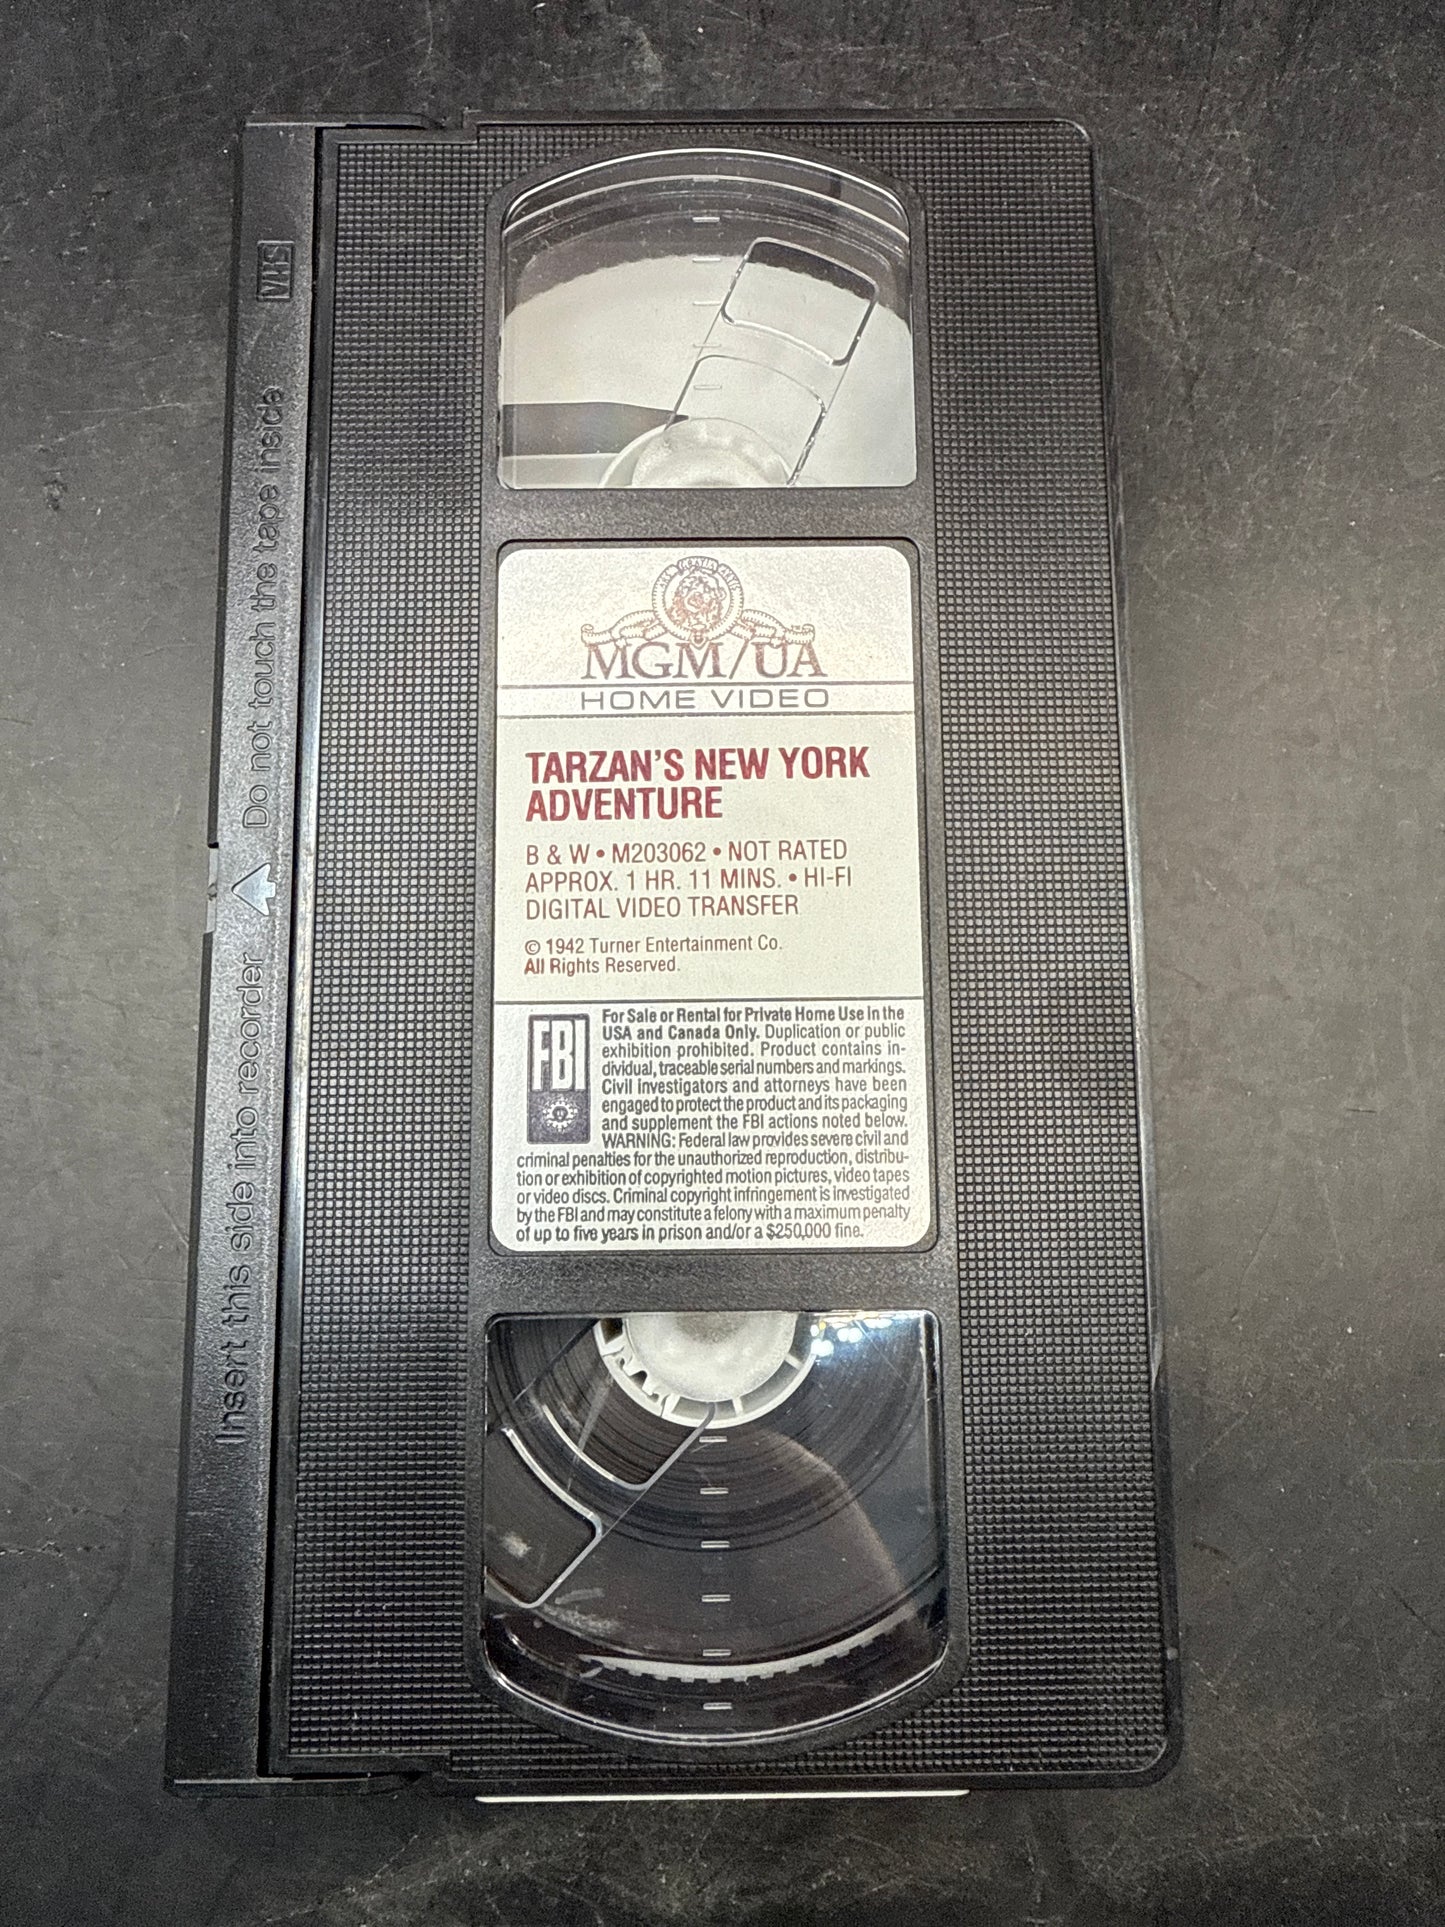 VHS
Insert this side into recorder
Do not touch the tape inside
MGM/UA
HOME VIDEO
TARZAN'S NEW YORK
ADVENTURE
B & W • M203062 • NOT RATED
APPROX. 1 HR. 11 MINS. • HI-FI
DIGITAL VIDEO TRANSFER
© 1942 Turner Entertainment Co.
All Rights Reserved.
FBI
For Sale or Rental for Private Home Use In the
USA and Canada Only. Duplication or public
exhibition prohibited. Product contains in-
dividual, traceable serial numbers and markings.
Civil investigators and attorneys have been
engaged to protect the product and its packaging
and supplement the FBI actions noted below.
WARNING: Federal law provides severe civil and
criminal penalties for the unauthorized reproduction, distribu-
tion or exhibition of copyrighted motion pictures, video tapes
or video discs. Criminal copyright infringement is investigated
by the FBI and may constitute a felony with a maximum penalty
of up to five years in prison and/or a $250,000 fine.